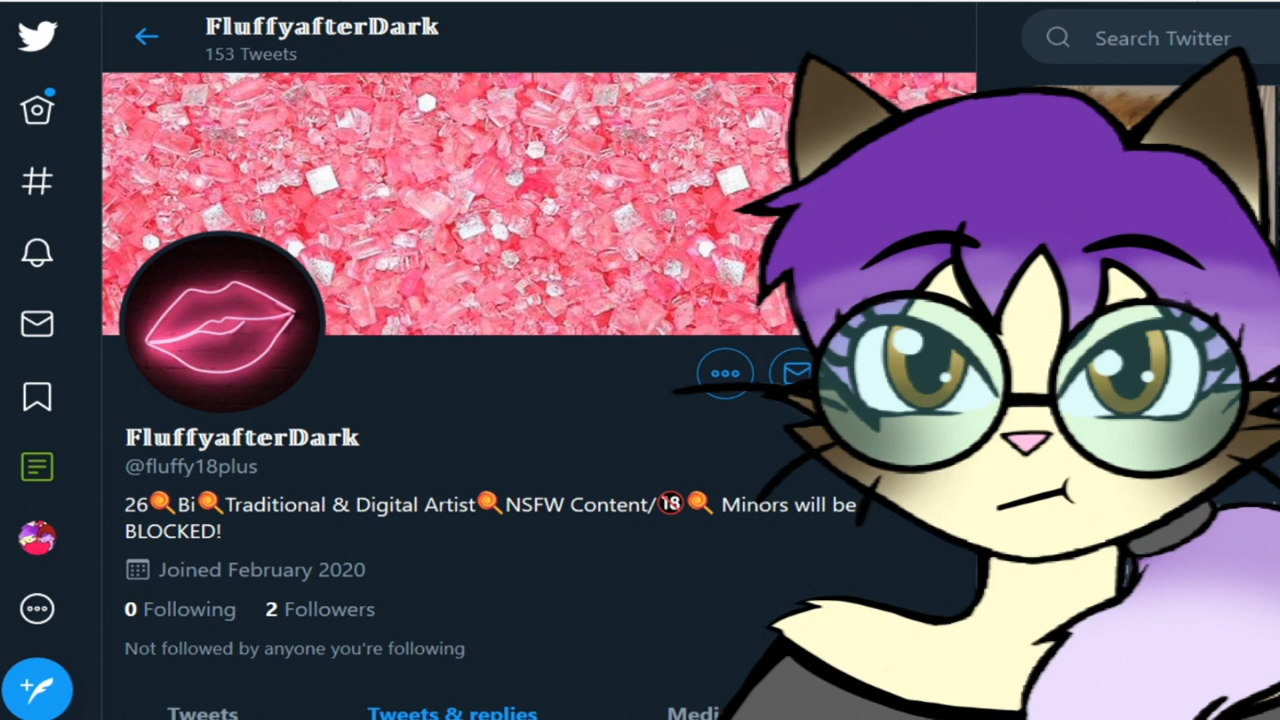 FluffyafterDark
153 Tweets
Search Twitter
FluffyafterDark
@fluffy18plus
26🍭Bi🍭Traditional & Digital Artist🍭NSFW Content/🔞🍭 Minors will be
BLOCKED!
Joined February 2020
0 Following 2 Followers
Not followed by anyone you're following
Tweets Tweets & replies Medi